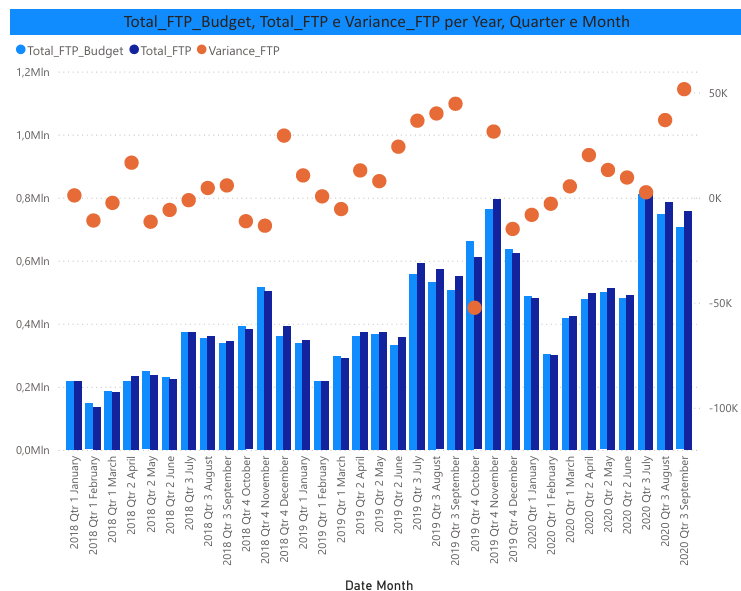 Total_FTP_Budget, Total_FTP e Variance_FTP per Year, Quarter e Month
Total_FTP_Budget Total_FTP Variance_FTP
1,2Mln
1,0Mln
0,8Mln
0,6Mln
0,4Mln
0,2Mln
0,0Mln
50K
0K
-50K
-100K
2018 Qtr 1 January
2018 Qtr 1 February
2018 Qtr 1 March
2018 Qtr 2 April
2018 Qtr 2 May
2018 Qtr 2 June
2018 Qtr 3 July
2018 Qtr 3 August
2018 Qtr 3 September
2018 Qtr 4 October
2018 Qtr 4 November
2018 Qtr 4 December
2019 Qtr 1 January
2019 Qtr 1 February
2019 Qtr 1 March
2019 Qtr 2 April
2019 Qtr 2 May
2019 Qtr 2 June
2019 Qtr 3 July
2019 Qtr 3 August
2019 Qtr 3 September
2019 Qtr 4 October
2019 Qtr 4 November
2019 Qtr 4 December
2020 Qtr 1 January
2020 Qtr 1 February
2020 Qtr 1 March
2020 Qtr 2 April
2020 Qtr 2 May
2020 Qtr 2 June
2020 Qtr 3 July
2020 Qtr 3 August
2020 Qtr 3 September
Date Month